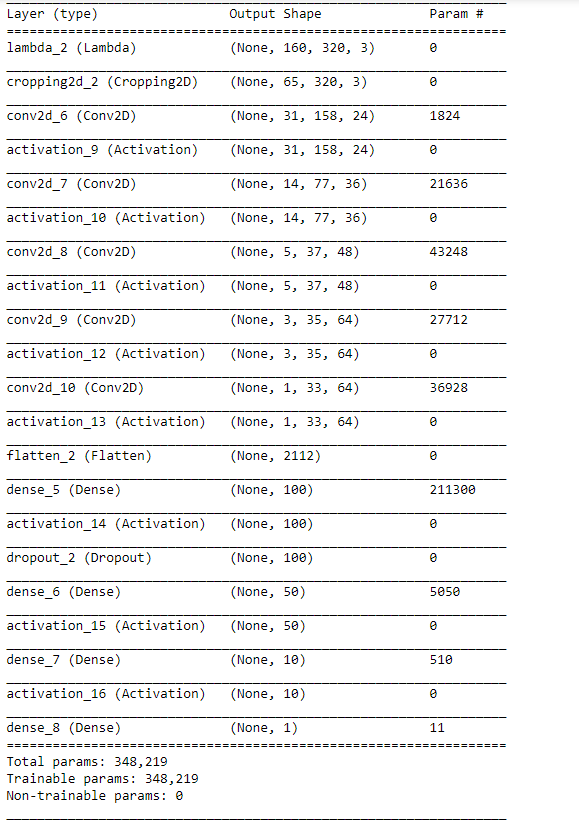 Layer (type) Output Shape Param #
=================================================================
lambda_2 (Lambda) (None, 160, 320, 3) 0
cropping2d_2 (Cropping2D) (None, 65, 320, 3) 0
conv2d_6 (Conv2D) (None, 31, 158, 24) 1824
activation_9 (Activation) (None, 31, 158, 24) 0
conv2d_7 (Conv2D) (None, 14, 77, 36) 21636
activation_10 (Activation) (None, 14, 77, 36) 0
conv2d_8 (Conv2D) (None, 5, 37, 48) 43248
activation_11 (Activation) (None, 5, 37, 48) 0
conv2d_9 (Conv2D) (None, 3, 35, 64) 27712
activation_12 (Activation) (None, 3, 35, 64) 0
conv2d_10 (Conv2D) (None, 1, 33, 64) 36928
activation_13 (Activation) (None, 1, 33, 64) 0
flatten_2 (Flatten) (None, 2112) 0
dense_5 (Dense) (None, 100) 211300
activation_14 (Activation) (None, 100) 0
dropout_2 (Dropout) (None, 100) 0
dense_6 (Dense) (None, 50) 5050
activation_15 (Activation) (None, 50) 0
dense_7 (Dense) (None, 10) 510
activation_16 (Activation) (None, 10) 0
dense_8 (Dense) (None, 1) 11
=================================================================
Total params: 348,219
Trainable params: 348,219
Non-trainable params: 0